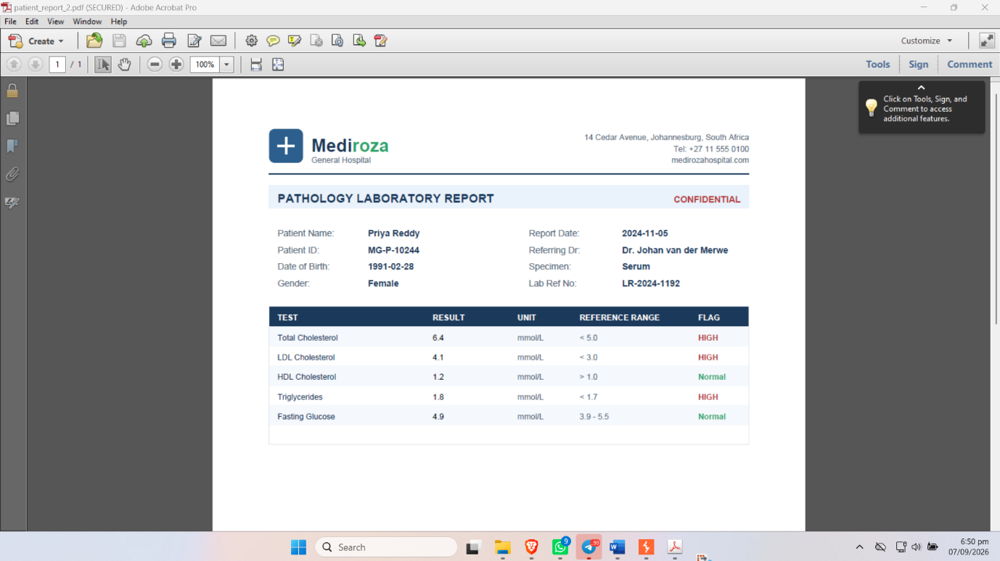 patient_report_2.pdf (SECURED) - Adobe Acrobat Pro
File Edit View Window Help
Create Customize
1 / 1 100% Tools Sign Comment
Click on Tools, Sign, and
Comment to access
additional features.
Mediroza
General Hospital
14 Cedar Avenue, Johannesburg, South Africa
Tel: +27 11 555 0100
medirozahospital.com
PATHOLOGY LABORATORY REPORT CONFIDENTIAL
Patient Name: Priya Reddy Report Date: 2024-11-05
Patient ID: MG-P-10244 Referring Dr: Dr. Johan van der Merwe
Date of Birth: 1991-02-28 Specimen: Serum
Gender: Female Lab Ref No: LR-2024-1192
TEST RESULT UNIT REFERENCE RANGE FLAG
Total Cholesterol 6.4 mmol/L < 5.0 HIGH
LDL Cholesterol 4.1 mmol/L < 3.0 HIGH
HDL Cholesterol 1.2 mmol/L > 1.0 Normal
Triglycerides 1.8 mmol/L < 1.7 HIGH
Fasting Glucose 4.9 mmol/L 3.9 - 5.5 Normal
Search 9 99 6:50 pm
07/09/2026